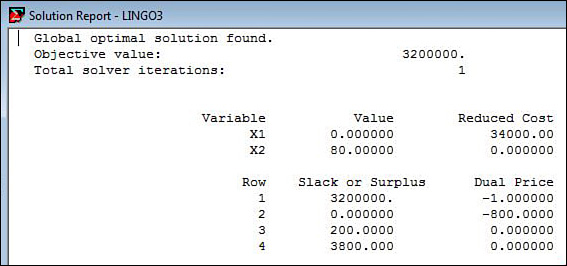 Solution Report - LINGO3
Global optimal solution found.
Objective value: 3200000.
Total solver iterations: 1
Variable Value Reduced Cost
X1 0.000000 34000.00
X2 80.00000 0.000000
Row Slack or Surplus Dual Price
1 3200000. -1.000000
2 0.000000 -800.0000
3 200.0000 0.000000
4 3800.000 0.000000